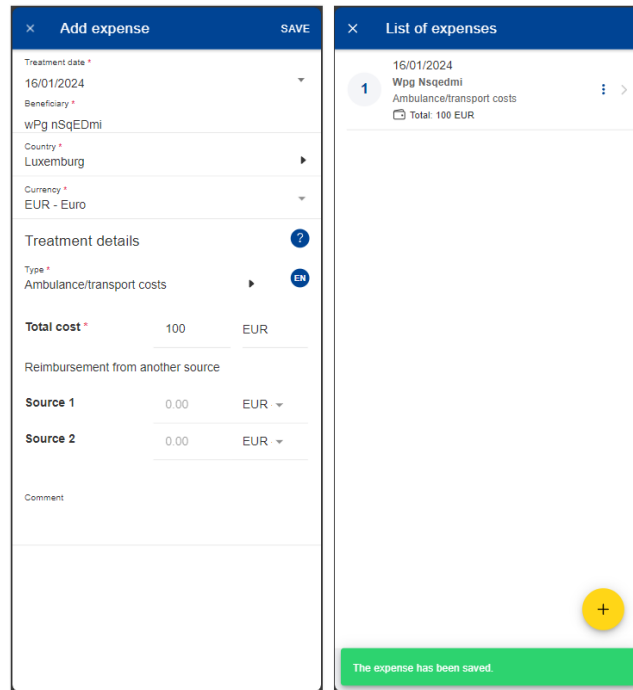 × Add expense SAVE
Treatment date *
16/01/2024
Beneficiary *
wPg nSqEDmi
Country *
Luxemburg
Currency *
EUR - Euro
Treatment details ?
Type *
Ambulance/transport costs EN
Total cost * 100 EUR
Reimbursement from another source
Source 1 0.00 EUR
Source 2 0.00 EUR
Comment
× List of expenses
16/01/2024
1 Wpg Nsqedmi
Ambulance/transport costs
Total: 100 EUR
+
The expense has been saved.